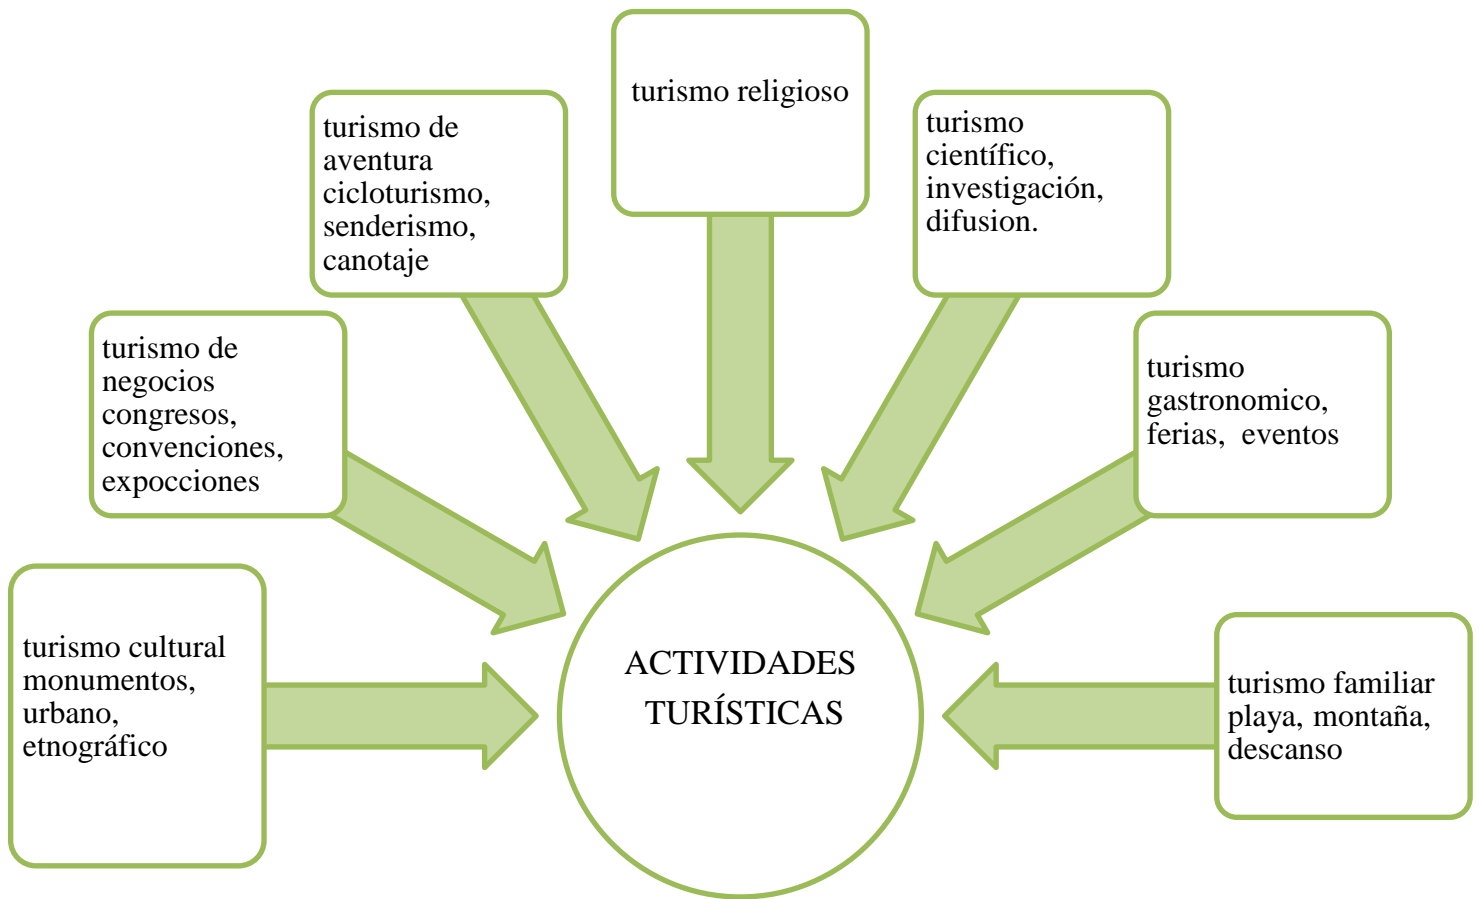 turismo religioso
turismo de
aventura
cicloturismo,
senderismo,
canotaje
turismo
científico,
investigación,
difusion.
turismo de
negocios
congresos,
convenciones,
expocciones
turismo
gastronomico,
ferias,  eventos
turismo cultural
monumentos,
urbano,
etnográfico
ACTIVIDADES
TURÍSTICAS
turismo familiar
playa, montaña,
descanso